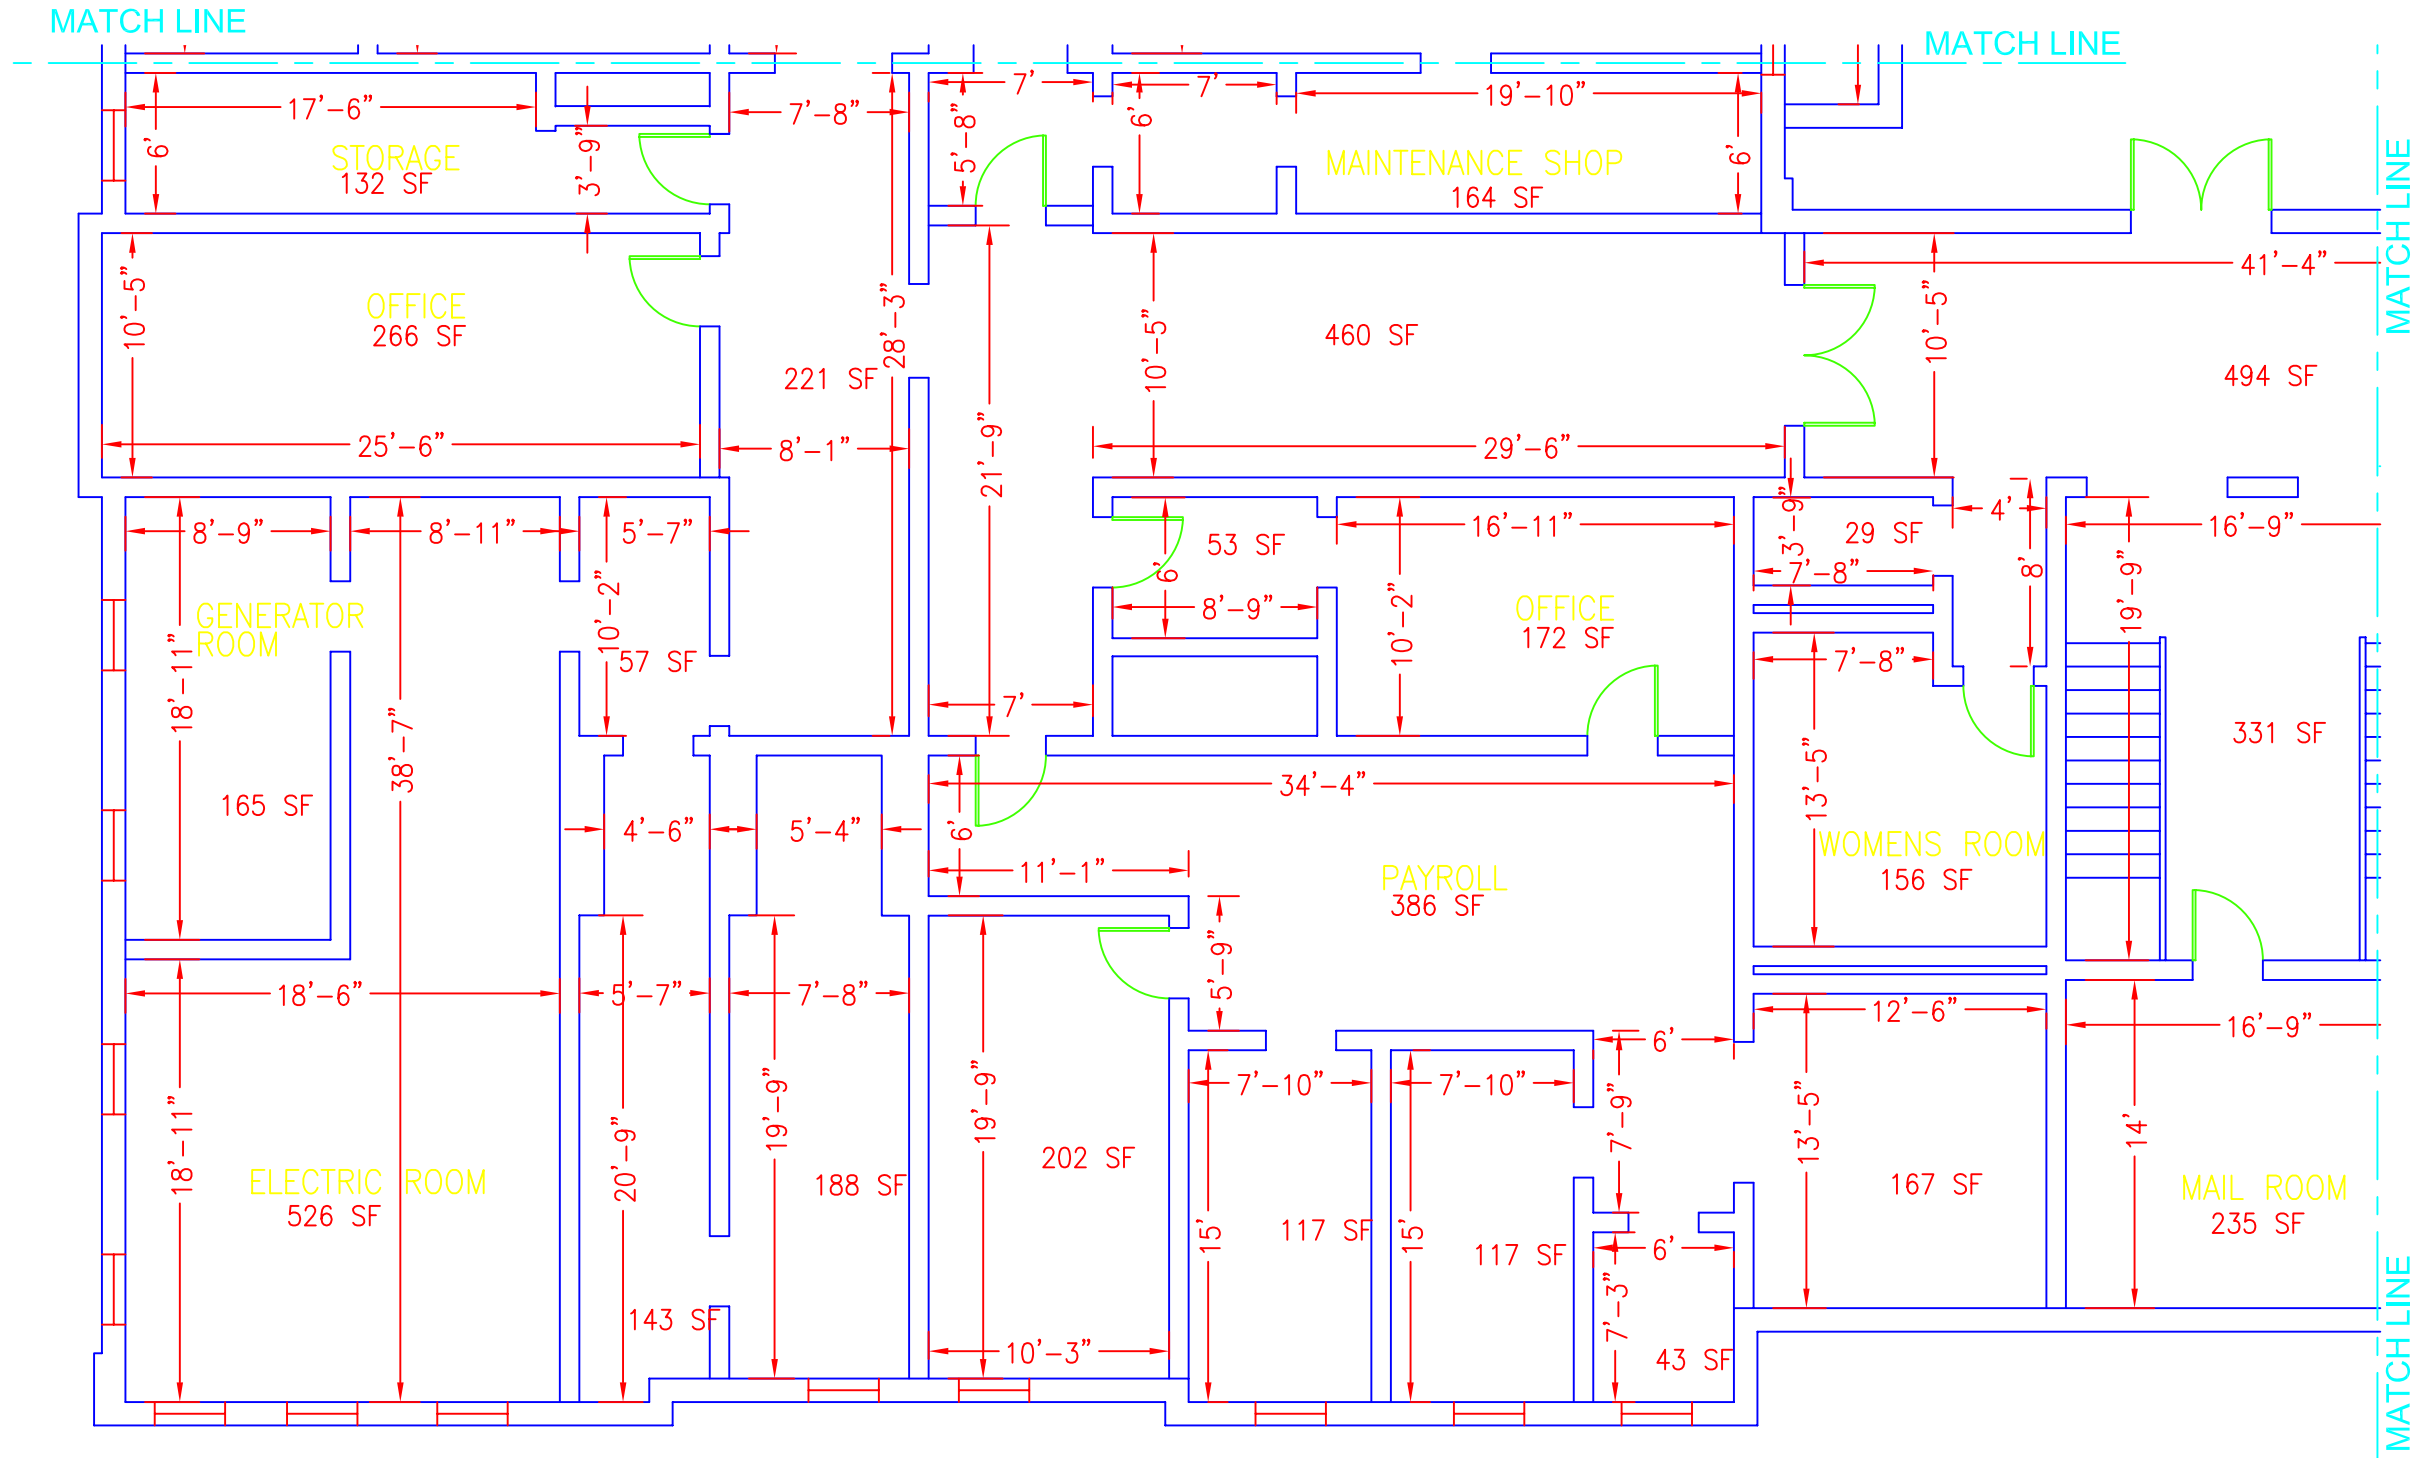 MATCH LINE
MATCH LINE
17'-6"
7'-8"
7'
7'
19'-10"
6'
3'-9"
5'-8"
6'
6'
STORAGE
132 SF
MAINTENANCE SHOP
164 SF
MATCH LINE
41'-4"
10'-5"
OFFICE
266 SF
28'-3"
10'-5"
460 SF
10'-5"
221 SF
494 SF
25'-6"
8'-1"
21'-9"
29'-6"
8'-9"
8'-11"
5'-7"
53 SF
16'-11"
3'-9"
29 SF
4'
16'-9"
10'-2"
6'
7'-8"
8'
19'-9"
GENERATOR
ROOM
8'-9"
OFFICE
172 SF
10'-2"
57 SF
7'-8"
18'-11"
38'-7"
7'
331 SF
13'-5"
165 SF
4'-6"
5'-4"
6'
34'-4"
11'-1"
PAYROLL
386 SF
WOMENS ROOM
156 SF
18'-6"
5'-7"
7'-8"
5'-9"
12'-6"
16'-9"
6'
7'-10"
7'-10"
18'-11"
20'-9"
19'-9"
19'-9"
7'-9"
13'-5"
14'
ELECTRIC ROOM
526 SF
188 SF
202 SF
167 SF
MAIL ROOM
235 SF
15'
117 SF
15'
117 SF
6'
7'-3"
143 SF
10'-3"
43 SF
MATCH LINE